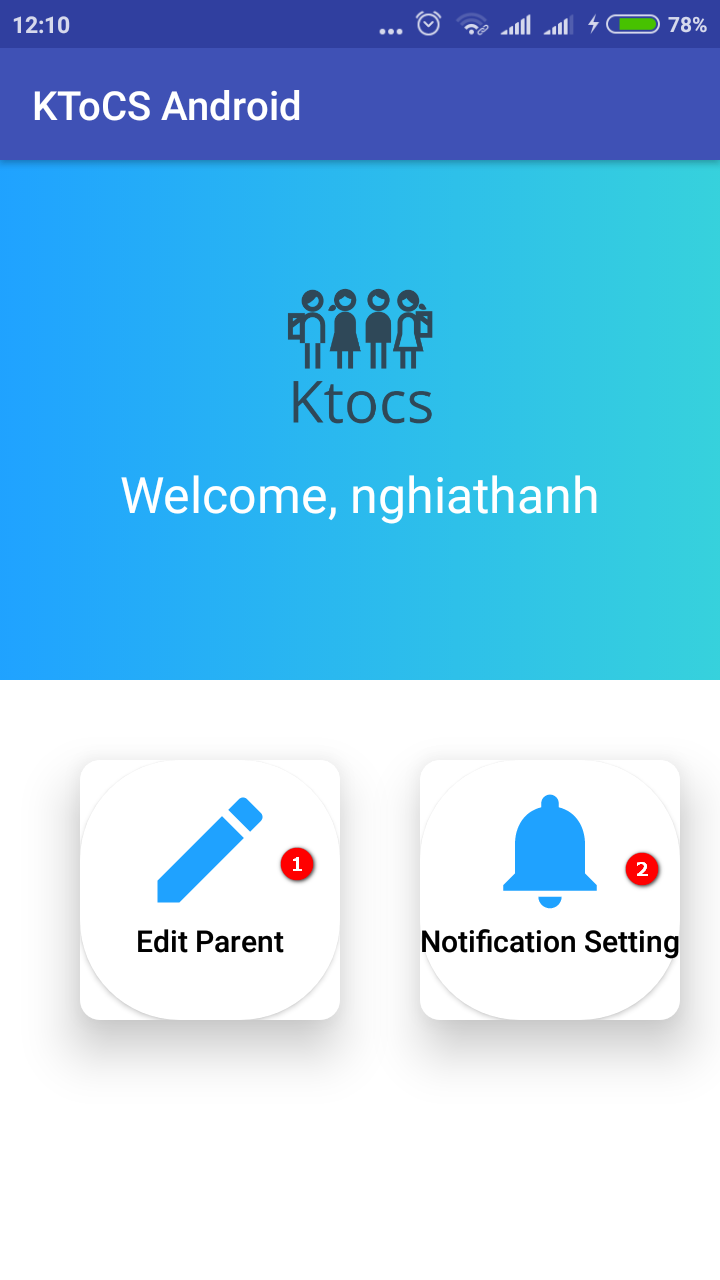 12:10
78%
KToCS Android
Ktocs
Welcome, nghiathanh
1
2
Edit Parent
Notification Setting